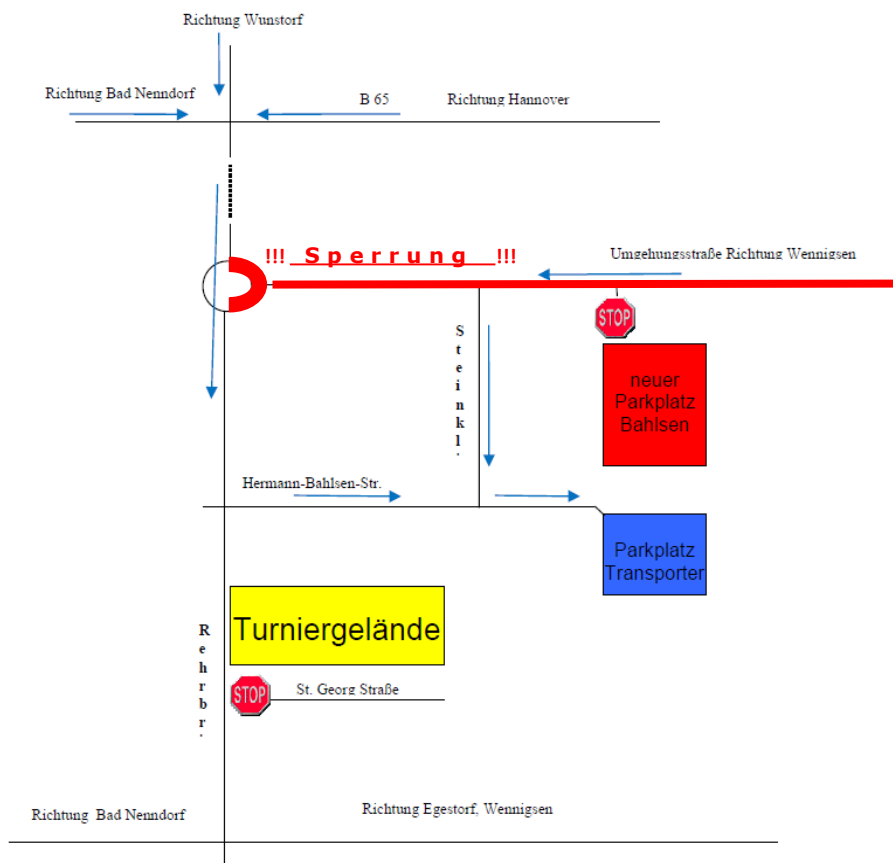 Richtung Wunstorf
Richtung Bad Nenndorf
B 65
Richtung Hannover
!!! S p e r r u n g !!!
Umgehungsstraße Richtung Wennigsen
STOP
Steinkl.
neuer
Parkplatz
Bahlsen
Hermann-Bahlsen-Str.
Parkplatz
Transporter
Turniergelände
Rehrbr.
STOP
St. Georg Straße
Richtung Bad Nenndorf
Richtung Egestorf, Wennigsen